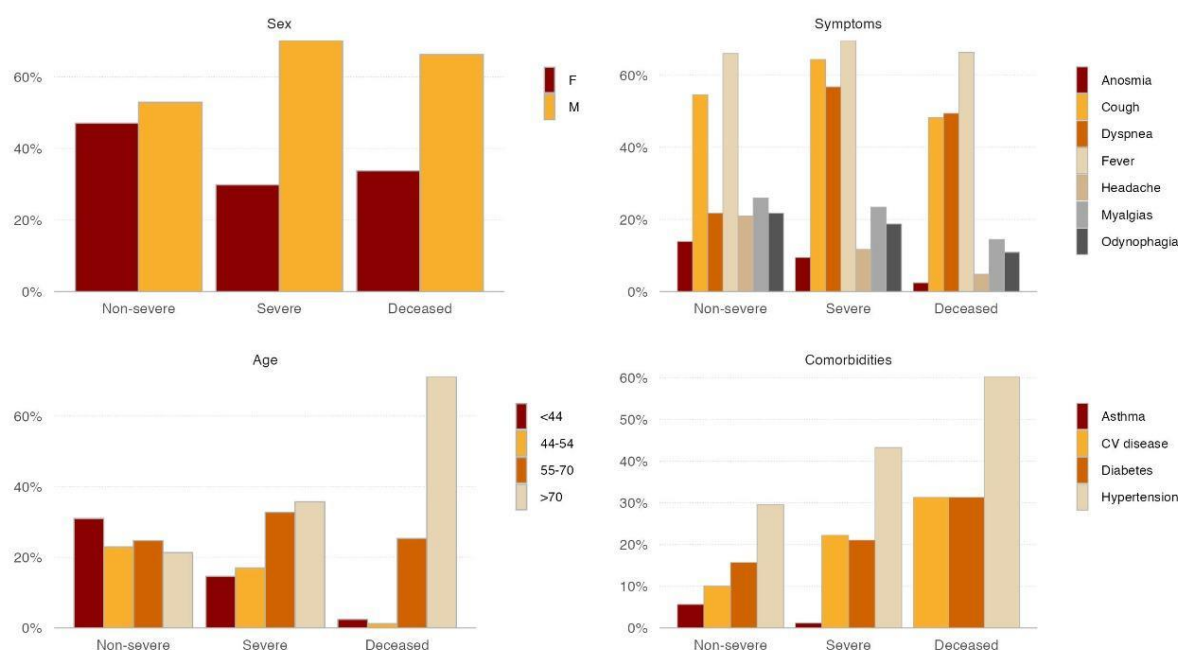 Sex
60%
40%
20%
0%
Non-severe
Severe
Deceased
F
M
Symptoms
60%
40%
20%
0%
Non-severe
Severe
Deceased
Anosmia
Cough
Dyspnea
Fever
Headache
Myalgias
Odynophagia
Age
60%
40%
20%
0%
Non-severe
Severe
Deceased
<44
44-54
55-70
>70
Comorbidities
60%
50%
40%
30%
20%
10%
0%
Non-severe
Severe
Deceased
Asthma
CV disease
Diabetes
Hypertension